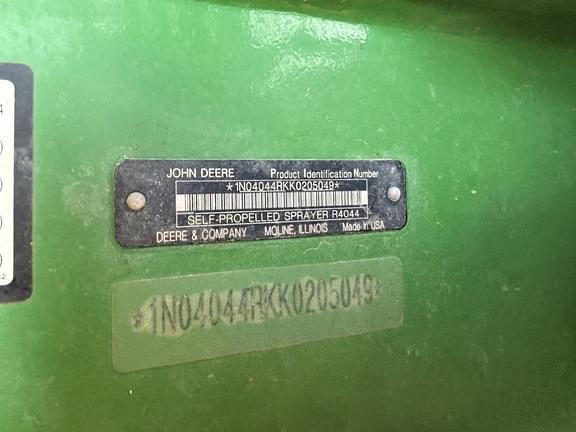 JOHN DEERE Product Identification Number
*1N04044RKK0205049*
SELF-PROPELLED SPRAYER R4044
DEERE & COMPANY MOLINE, ILLINOIS Made In USA
*1N04044RKK0205049*